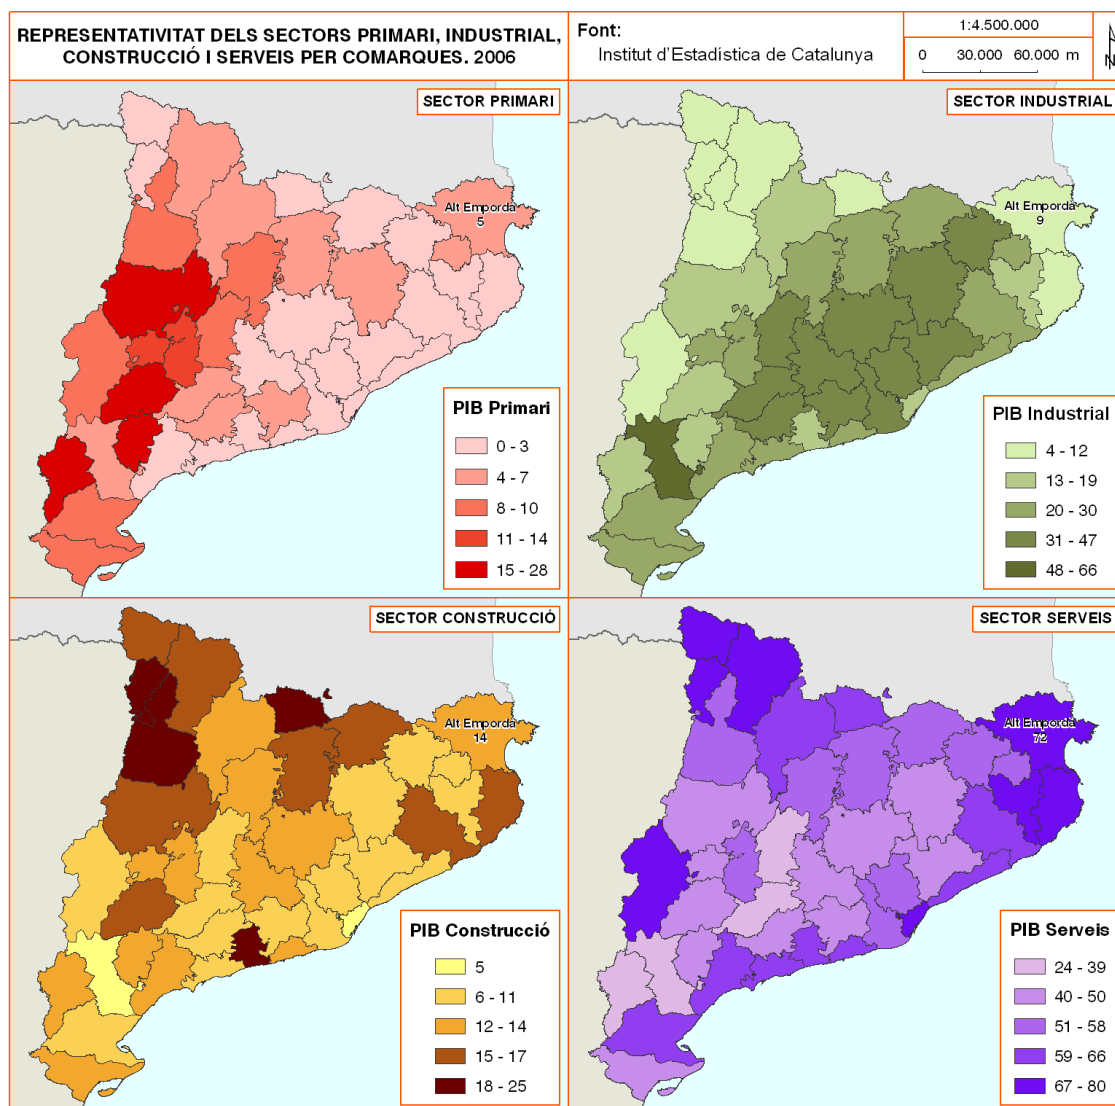 REPRESENTATIVITAT DELS SECTORS PRIMARI, INDUSTRIAL,
CONSTRUCCIÓ I SERVEIS PER COMARQUES. 2006
Font:
Institut d'Estadística de Catalunya
1:4.500.000
0 30.000 60.000 m
N
SECTOR PRIMARI
Alt Empordà
5
PIB Primari
0 - 3
4 - 7
8 - 10
11 - 14
15 - 28
SECTOR INDUSTRIAL
Alt Empordà
9
PIB Industrial
4 - 12
13 - 19
20 - 30
31 - 47
48 - 66
SECTOR CONSTRUCCIÓ
Alt Empordà
14
PIB Construcció
5
6 - 11
12 - 14
15 - 17
18 - 25
SECTOR SERVEIS
Alt Empordà
72
PIB Serveis
24 - 39
40 - 50
51 - 58
59 - 66
67 - 80